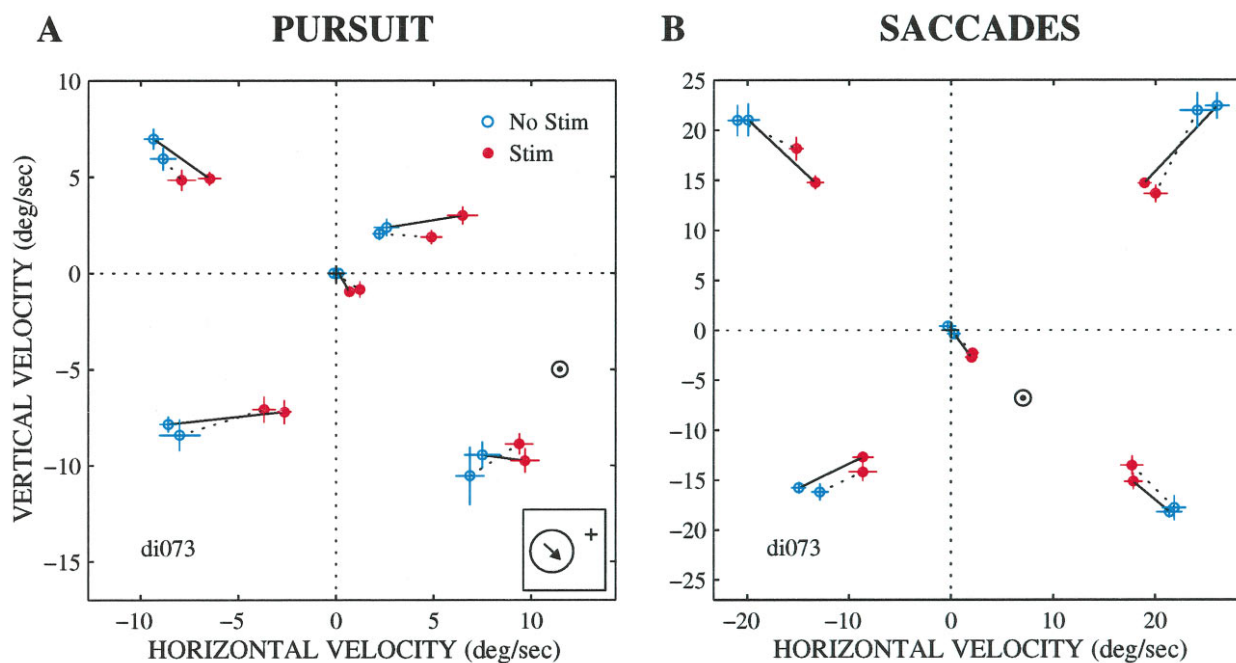 A PURSUIT
B SACCADES
VERTICAL VELOCITY (deg/sec)
10
5
0
−5
−10
−15
No Stim
Stim
di073
+
−10 −5 0 5 10
HORIZONTAL VELOCITY (deg/sec)
25
20
15
10
5
0
−5
−10
−15
−20
−25
di073
−20 −10 0 10 20
HORIZONTAL VELOCITY (deg/sec)